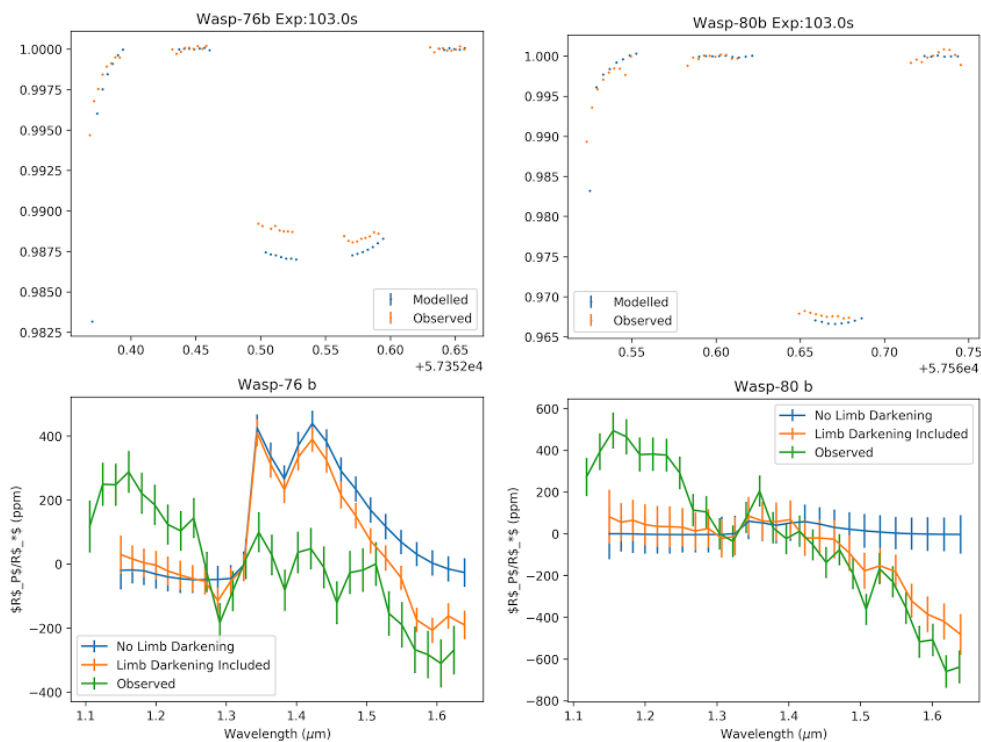 Wasp-76b Exp:103.0s
1.0000
0.9975
0.9950
0.9925
0.9900
0.9875
0.9850
0.9825
Modelled
Observed
0.40 0.45 0.50 0.55 0.60 0.65
+5.7352e4
Wasp-80b Exp:103.0s
1.000
0.995
0.990
0.985
0.980
0.975
0.970
0.965
Modelled
Observed
0.55 0.60 0.65 0.70 0.75
+5.756e4
Wasp-76 b
$R$_P$/R$_*$ (ppm)
400
200
0
−200
−400
No Limb Darkening
Limb Darkening Included
Observed
1.1 1.2 1.3 1.4 1.5 1.6
Wavelength (μm)
Wasp-80 b
$R$_P$/R$_*$ (ppm)
600
400
200
0
−200
−400
−600
−800
No Limb Darkening
Limb Darkening Included
Observed
1.1 1.2 1.3 1.4 1.5 1.6
Wavelength (μm)